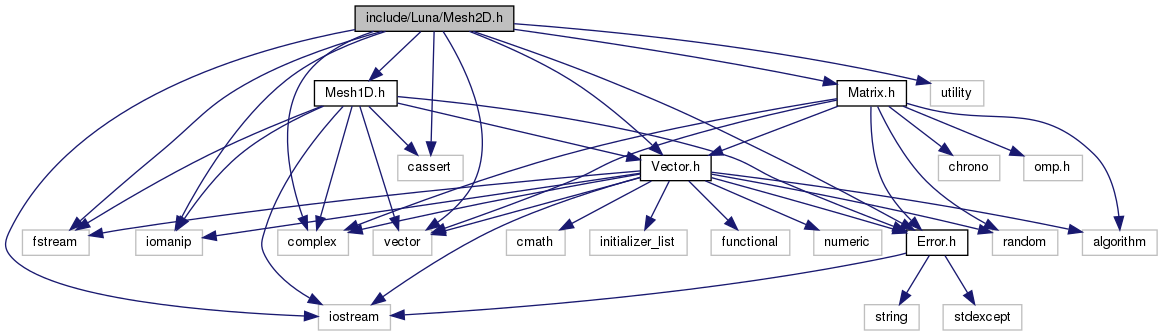 include/Luna/Mesh2D.h
Mesh1D.h
Matrix.h
utility
cassert
Vector.h
chrono
omp.h
fstream
iomanip
complex
vector
cmath
initializer_list
functional
numeric
Error.h
random
algorithm
iostream
string
stdexcept